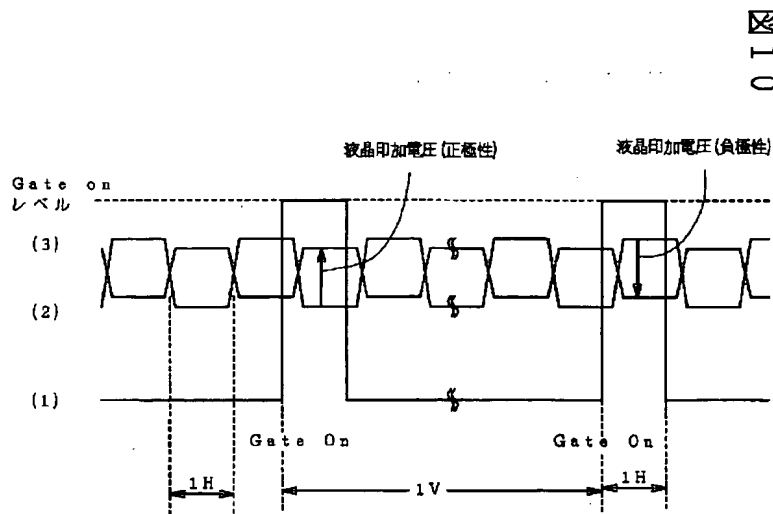 図10
液晶印加電圧(正極性)
液晶印加電圧(負極性)
Gate on
レベル
(3)
(2)
(1)
Gate On
Gate On
1H
1V
1H